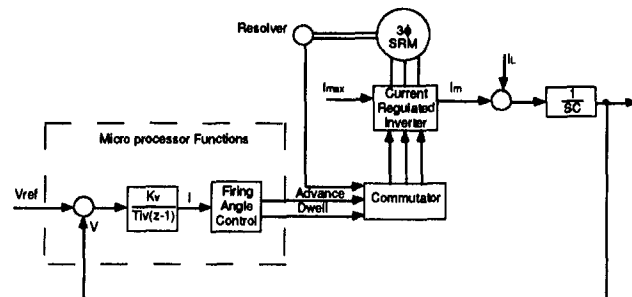 Resolver
3ϕ
SRM
Imax
Current
Regulated
Inverter
Im
IL
1
SC
Micro processor Functions
Vref
V
Kv
Tiv(z-1)
I
Firing
Angle
Control
Advance
Dwell
Commutator